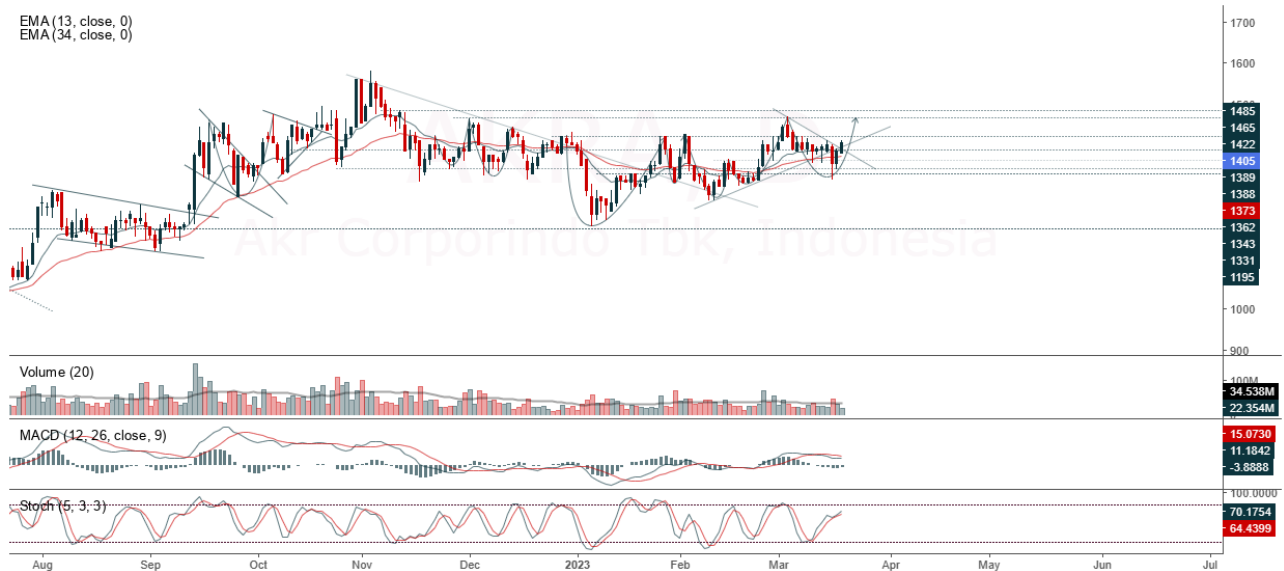 EMA (13, close, 0)
EMA (34, close, 0)
Akr Corporindo Tbk, Indonesia
1700
1600
1485
1465
1422
1405
1389
1388
1373
1362
1343
1331
1195
1000
900
Volume (20)
100M
34.538M
22.354M
MACD (12, 26, close, 9)
15.0730
11.1842
-3.8888
Stoch (5, 3, 3)
100.0000
70.1754
64.4399
Aug Sep Oct Nov Dec 2023 Feb Mar Apr May Jun Jul